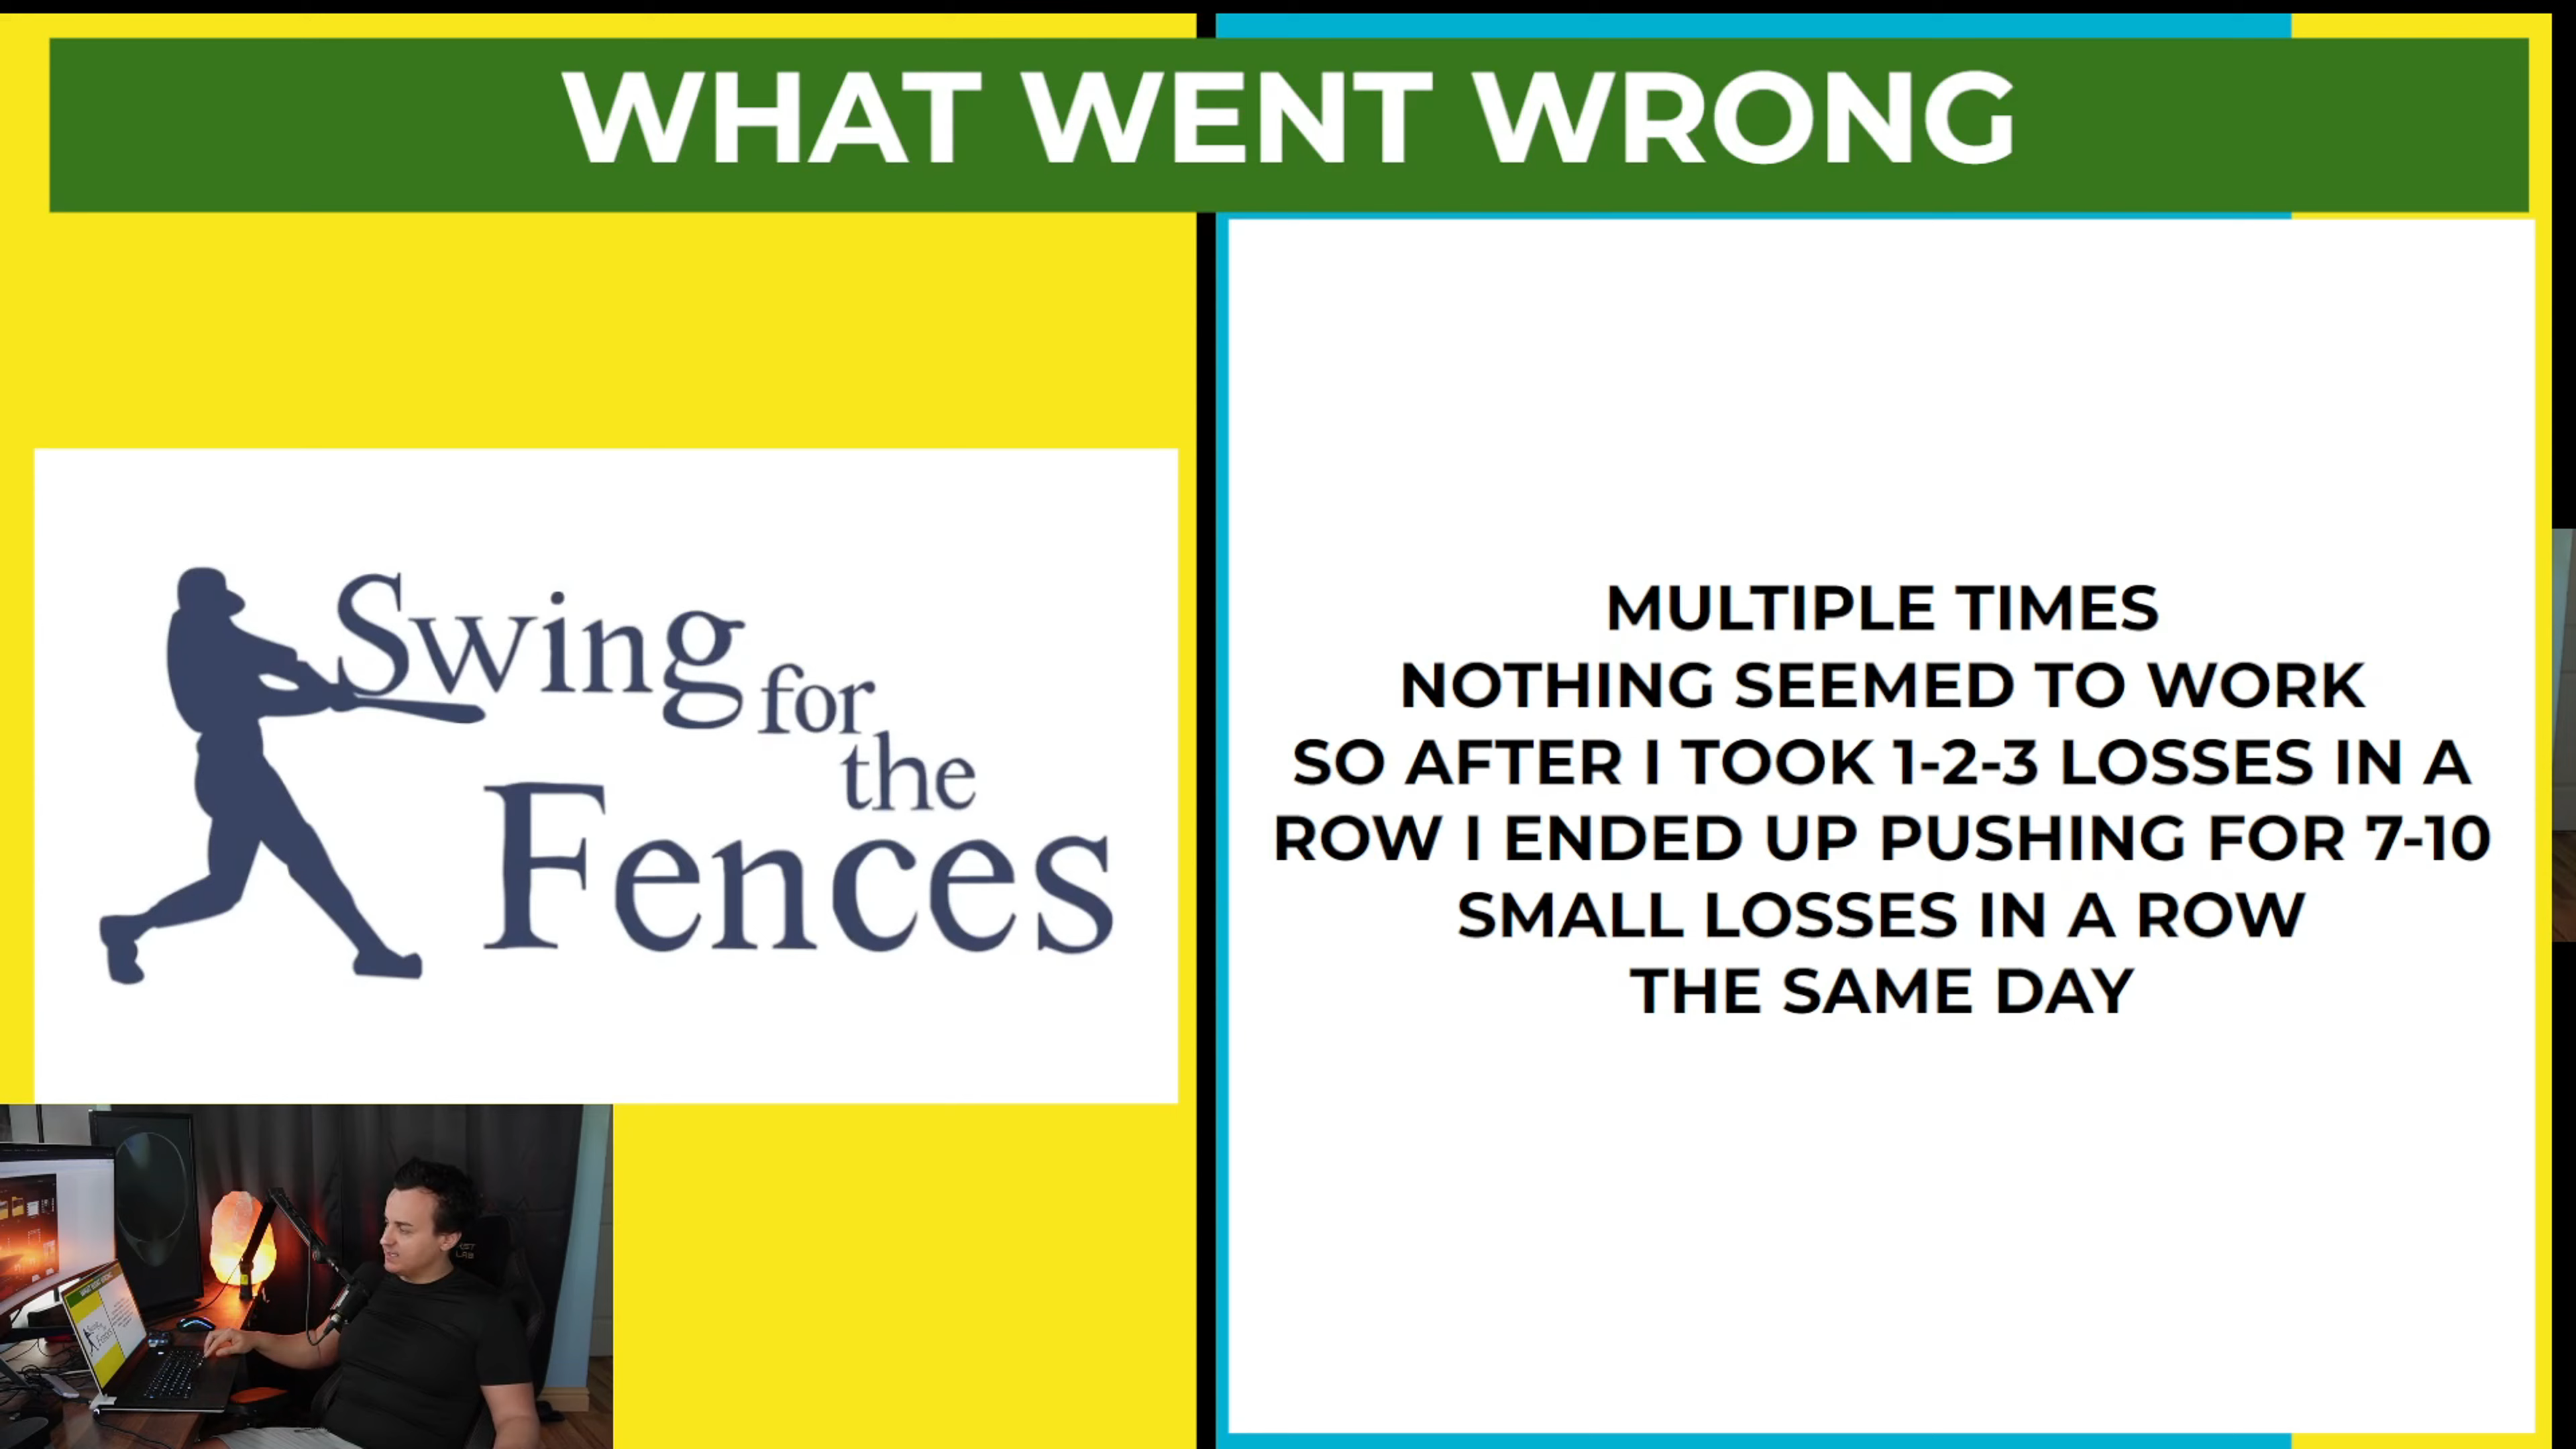 WHAT WENT WRONG
Swing
for
the
Fences
MULTIPLE TIMES
NOTHING SEEMED TO WORK
SO AFTER I TOOK 1-2-3 LOSSES IN A
ROW I ENDED UP PUSHING FOR 7-10
SMALL LOSSES IN A ROW
THE SAME DAY